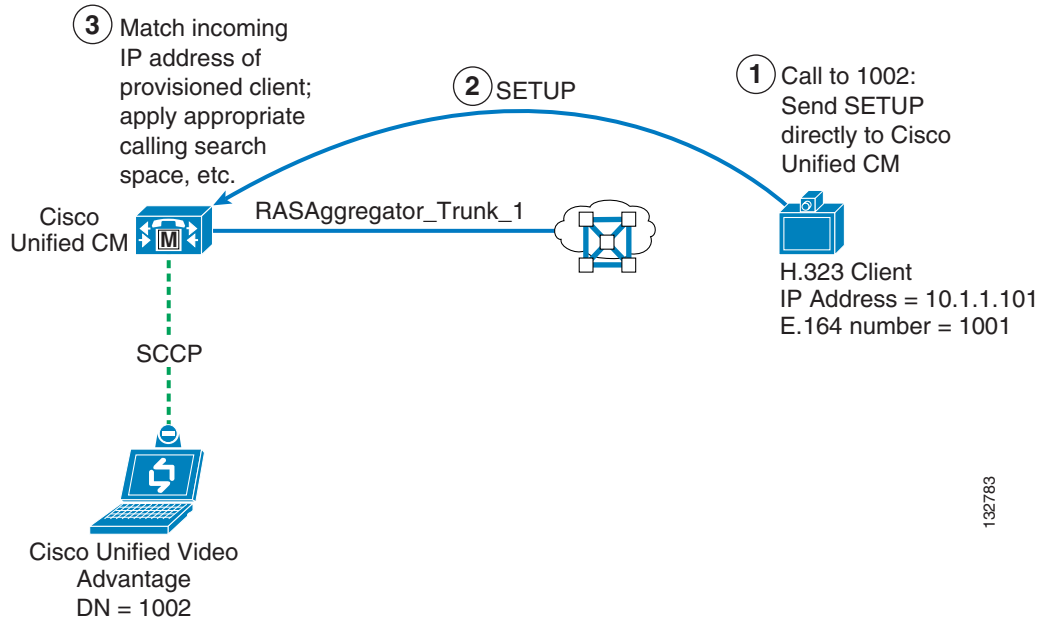 3 Match incoming
IP address of
provisioned client;
apply appropriate
calling search
space, etc.
2 SETUP
1 Call to 1002:
Send SETUP
directly to Cisco
Unified CM
Cisco
Unified CM
M
RASAggregator_Trunk_1
H.323 Client
IP Address = 10.1.1.101
E.164 number = 1001
SCCP
Cisco Unified Video
Advantage
DN = 1002
132783